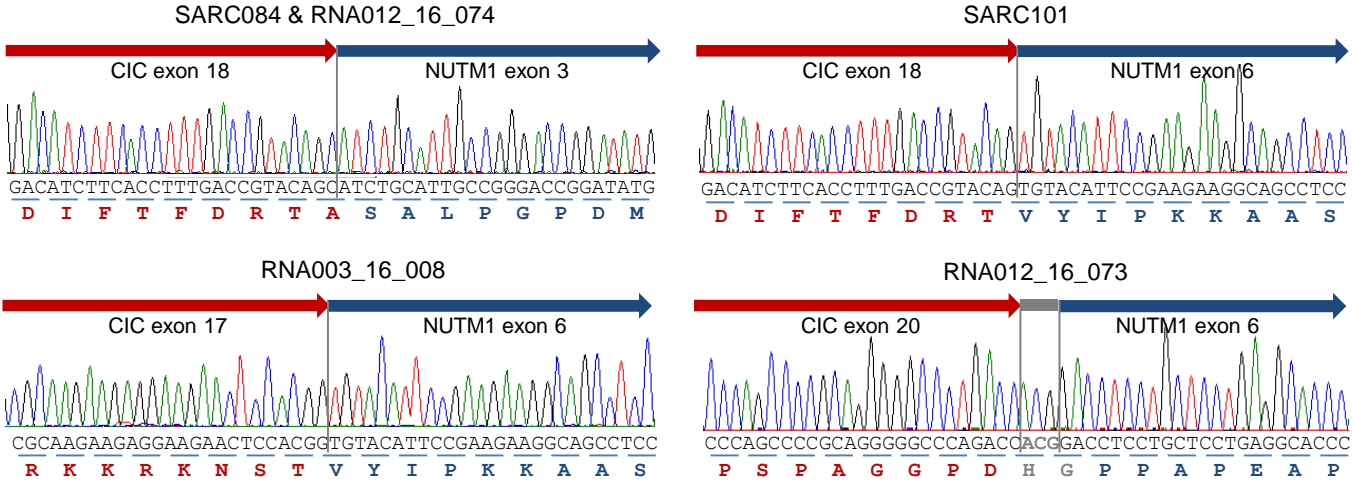 SARC084 & RNA012_16_074
CIC exon 18 NUTM1 exon 3
GACATCTTCACCTTTGACCGTACAGCATCTGCATTGCCGGGACCGGATATG
D I F T F D R T A S A L P G P D M
SARC101
CIC exon 18 NUTM1 exon 6
GACATCTTCACCTTTGACCGTACAGTGTACATTCCGAAGAAGGCAGCCTCC
D I F T F D R T V Y I P K K A A S
RNA003_16_008
CIC exon 17 NUTM1 exon 6
CGCAAGAAGAGGAAGAACTCCACGGTGTACATTCCGAAGAAGGCAGCCTCC
R K K R K N S T V Y I P K K A A S
RNA012_16_073
CIC exon 20 NUTM1 exon 6
CCCAGCCCCGCAGGGGGCCCAGACCACGGACCTCCTGCTCCTGAGGCACCC
P S P A G G P D H G P P A P E A P